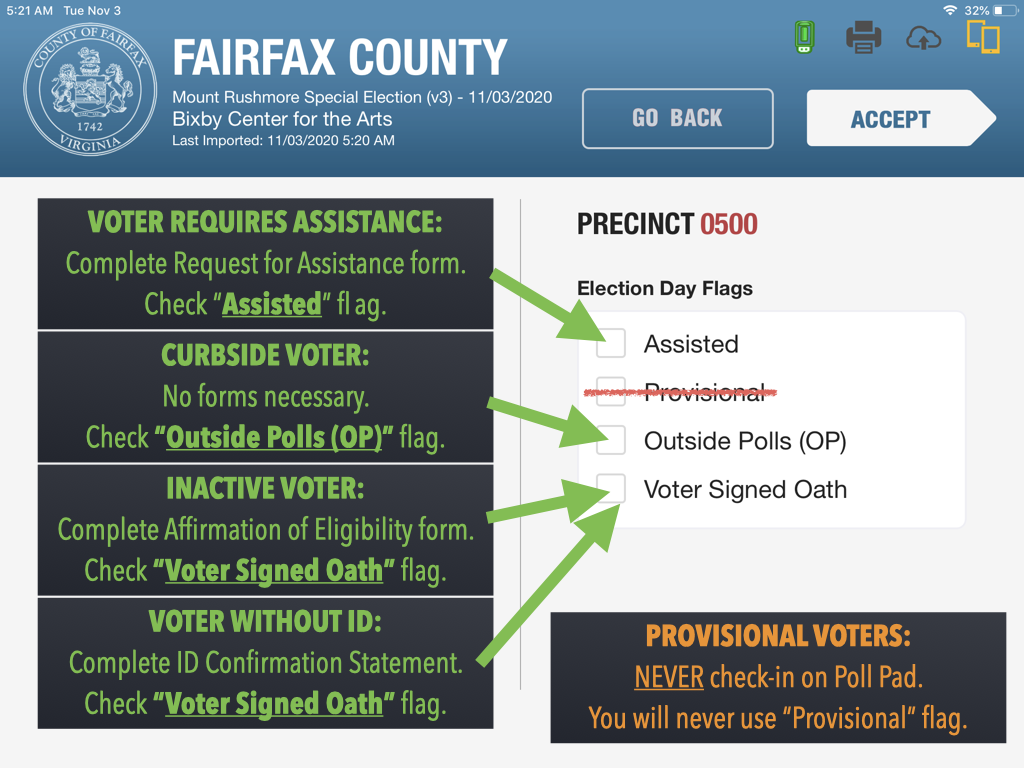 5:21 AM Tue Nov 3
32%
COUNTY OF FAIRFAX
1742
VIRGINIA
FAIRFAX COUNTY
Mount Rushmore Special Election (v3) - 11/03/2020
Bixby Center for the Arts
Last Imported: 11/03/2020 5:20 AM
GO BACK
ACCEPT
VOTER REQUIRES ASSISTANCE:
Complete Request for Assistance form.
Check “Assisted” flag.
CURBSIDE VOTER:
No forms necessary.
Check “Outside Polls (OP)” flag.
INACTIVE VOTER:
Complete Affirmation of Eligibility form.
Check “Voter Signed Oath” flag.
VOTER WITHOUT ID:
Complete ID Confirmation Statement.
Check “Voter Signed Oath” flag.
PRECINCT 0500
Election Day Flags
Assisted
Provisional
Outside Polls (OP)
Voter Signed Oath
PROVISIONAL VOTERS:
NEVER check-in on Poll Pad.
You will never use “Provisional” flag.